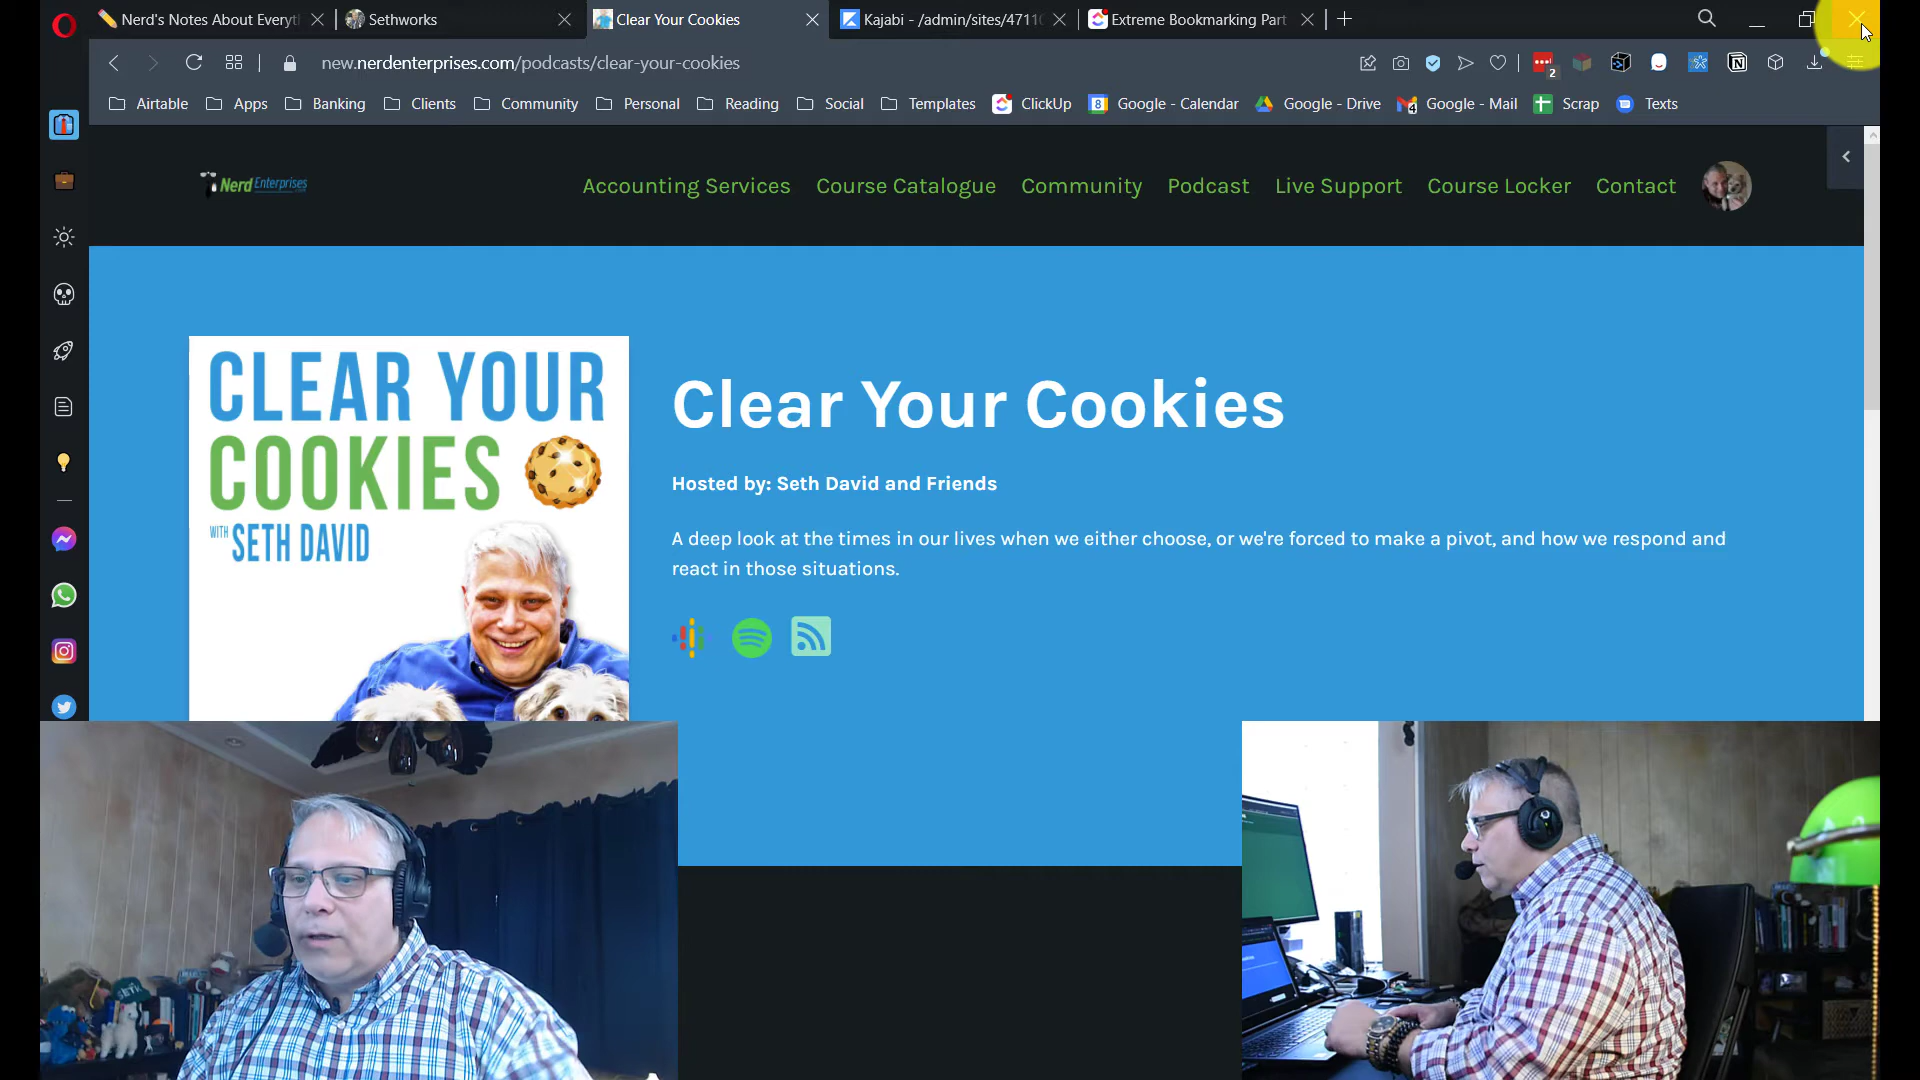 Nerd's Notes About Everyt
Sethworks
Clear Your Cookies
Kajabi - /admin/sites/4711
Extreme Bookmarking Part
new.nerdenterprises.com/podcasts/clear-your-cookies
2
Airtable
Apps
Banking
Clients
Community
Personal
Reading
Social
Templates
ClickUp
8
Google - Calendar
Google - Drive
4
Google - Mail
Scrap
Texts
Nerd Enterprises
Accounting Services
Course Catalogue
Community
Podcast
Live Support
Course Locker
Contact
CLEAR YOUR
COOKIES
WITH SETH DAVID
Clear Your Cookies
Hosted by: Seth David and Friends
A deep look at the times in our lives when we either choose, or we're forced to make a pivot, and how we respond and
react in those situations.